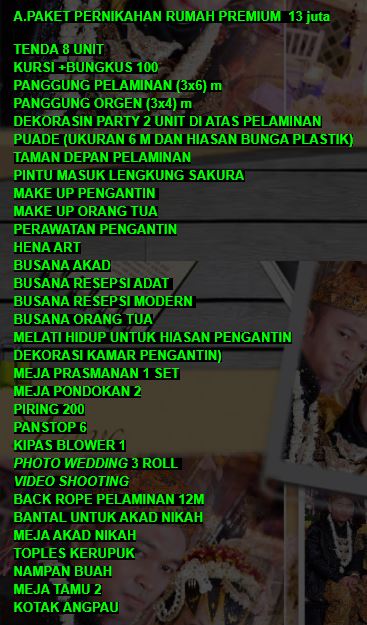 A.PAKET PERNIKAHAN RUMAH PREMIUM 13 juta
TENDA 8 UNIT
KURSI +BUNGKUS 100
PANGGUNG PELAMINAN (3x6) m
PANGGUNG ORGEN (3x4) m
DEKORASIN PARTY 2 UNIT DI ATAS PELAMINAN
PUADE (UKURAN 6 M DAN HIASAN BUNGA PLASTIK)
TAMAN DEPAN PELAMINAN
PINTU MASUK LENGKUNG SAKURA
MAKE UP PENGANTIN
MAKE UP ORANG TUA
PERAWATAN PENGANTIN
HENA ART
BUSANA AKAD
BUSANA RESEPSI ADAT
BUSANA RESEPSI MODERN
BUSANA ORANG TUA
MELATI HIDUP UNTUK HIASAN PENGANTIN
DEKORASI KAMAR PENGANTIN)
MEJA PRASMANAN 1 SET
MEJA PONDOKAN 2
PIRING 200
PANSTOP 6
KIPAS BLOWER 1
PHOTO WEDDING 3 ROLL
VIDEO SHOOTING
BACK ROPE PELAMINAN 12M
BANTAL UNTUK AKAD NIKAH
MEJA AKAD NIKAH
TOPLES KERUPUK
NAMPAN BUAH
MEJA TAMU 2
KOTAK ANGPAU